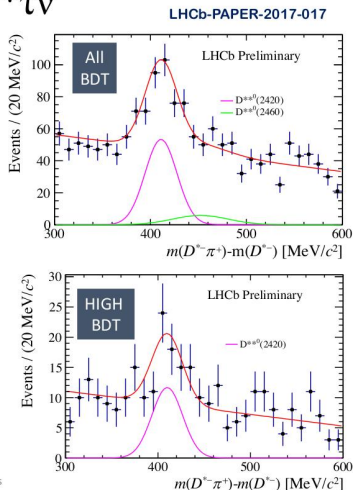 τν
LHCb-PAPER-2017-017
All
BDT
LHCb Preliminary
D**⁰(2420)
D**⁰(2460)
Events / (20 MeV/c²)
100
80
60
40
20
0
300 400 500 600
m(D*⁻π⁺)-m(D*⁻) [MeV/c²]
HIGH
BDT
LHCb Preliminary
D**⁰(2420)
Events / (20 MeV/c²)
30
25
20
15
10
5
0
300 400 500 600
m(D*⁻π⁺)-m(D*⁻) [MeV/c²]